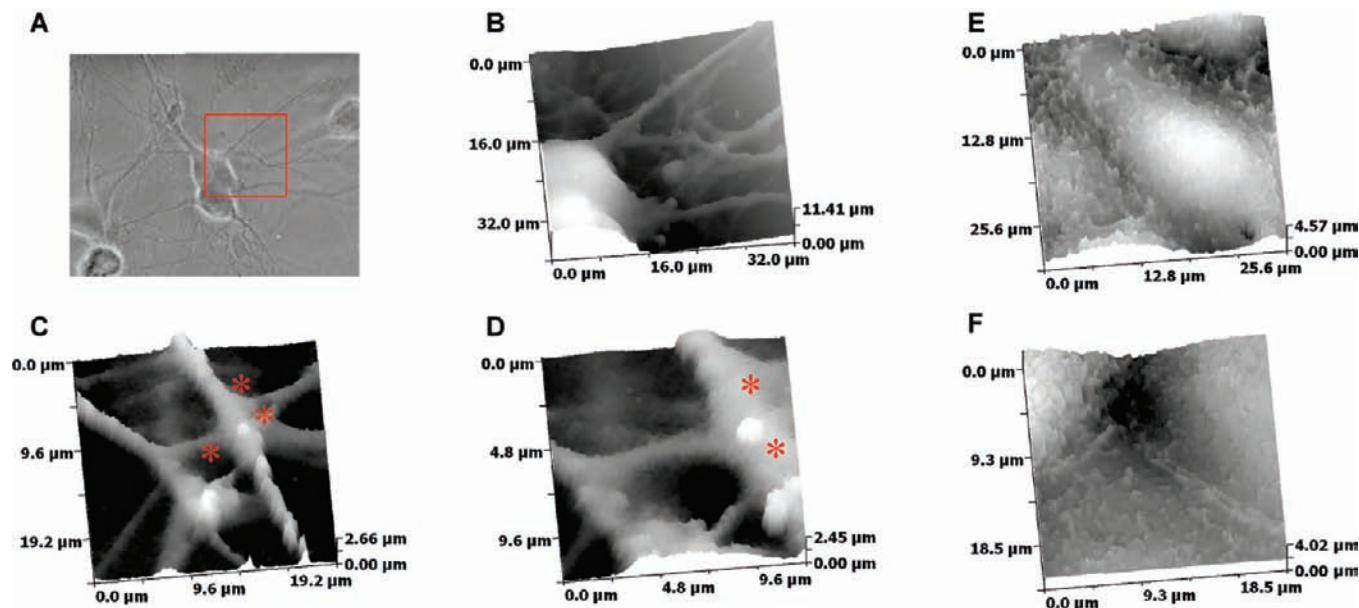 A
B
0.0 µm
16.0 µm
32.0 µm
0.0 µm
16.0 µm
32.0 µm
11.41 µm
0.00 µm
E
0.0 µm
12.8 µm
25.6 µm
0.0 µm
12.8 µm
25.6 µm
4.57 µm
0.00 µm
C
0.0 µm
9.6 µm
19.2 µm
0.0 µm
9.6 µm
19.2 µm
2.66 µm
0.00 µm
*
*
*
D
0.0 µm
4.8 µm
9.6 µm
0.0 µm
4.8 µm
9.6 µm
2.45 µm
0.00 µm
*
*
F
0.0 µm
9.3 µm
18.5 µm
0.0 µm
9.3 µm
18.5 µm
4.02 µm
0.00 µm